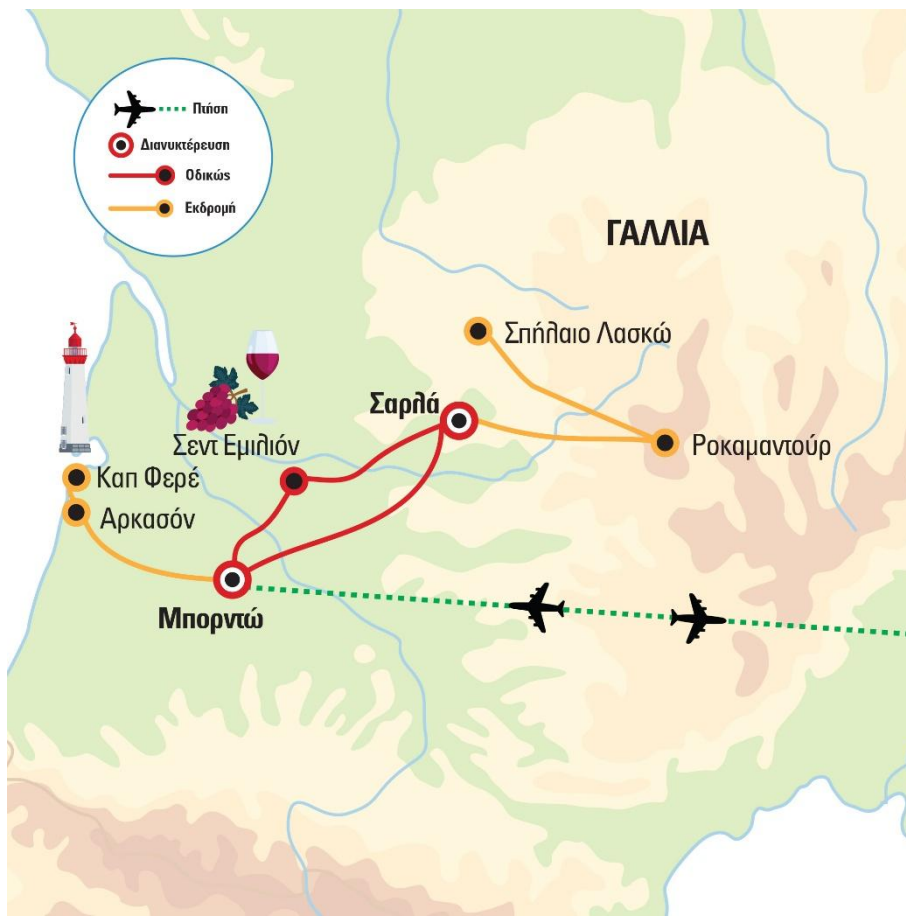 Πτήση
Διανυκτέρευση
Οδικώς
Εκδρομή
ΓΑΛΛΙΑ
Σπήλαιο Λασκώ
Σαρλά
Ροκαμαντούρ
Σεντ Εμιλιόν
Καπ Φερέ
Αρκασόν
Μπορντώ